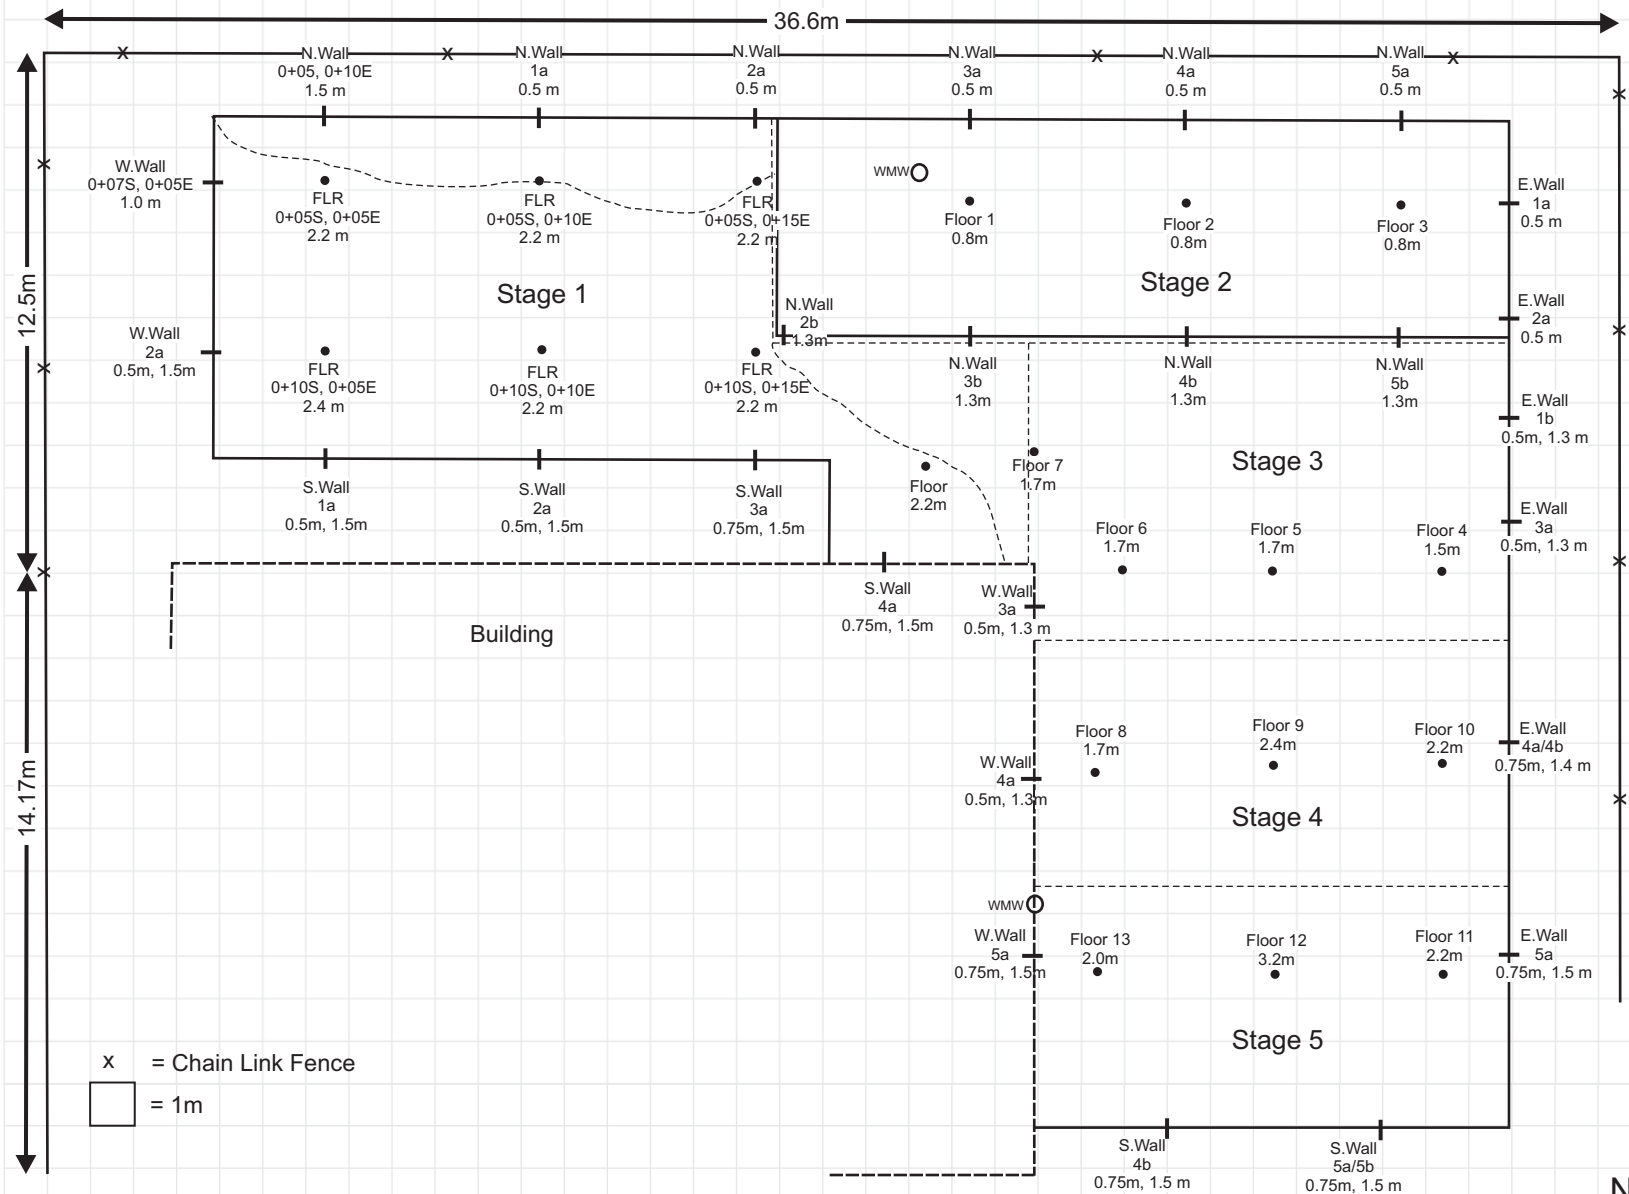 36.6m
N.Wall
0+05, 0+10E
1.5 m
N.Wall
1a
0.5 m
N.Wall
2a
0.5 m
N.Wall
3a
0.5 m
N.Wall
4a
0.5 m
N.Wall
5a
0.5 m
x
x
x
x
x
x
x
x
x
x
x
12.5m
14.17m
W.Wall
0+07S, 0+05E
1.0 m
FLR
0+05S, 0+05E
2.2 m
FLR
0+05S, 0+10E
2.2 m
FLR
0+05S, 0+15E
2.2 m
WMW
Floor 1
0.8m
Floor 2
0.8m
Floor 3
0.8m
E.Wall
1a
0.5 m
Stage 1
Stage 2
E.Wall
2a
0.5 m
W.Wall
2a
0.5m, 1.5m
N.Wall
2b
1.3m
FLR
0+10S, 0+05E
2.4 m
FLR
0+10S, 0+10E
2.2 m
FLR
0+10S, 0+15E
2.2 m
N.Wall
3b
1.3m
N.Wall
4b
1.3m
N.Wall
5b
1.3m
E.Wall
1b
0.5m, 1.3 m
Stage 3
S.Wall
1a
0.5m, 1.5m
S.Wall
2a
0.5m, 1.5m
S.Wall
3a
0.75m, 1.5m
Floor
2.2m
Floor 7
1.7m
Floor 6
1.7m
Floor 5
1.7m
Floor 4
1.5m
E.Wall
3a
0.5m, 1.3 m
S.Wall
4a
0.75m, 1.5m
W.Wall
3a
0.5m, 1.3 m
Building
Floor 8
1.7m
Floor 9
2.4m
Floor 10
2.2m
E.Wall
4a/4b
0.75m, 1.4 m
W.Wall
4a
0.5m, 1.3m
Stage 4
WMW
W.Wall
5a
0.75m, 1.5m
Floor 13
2.0m
Floor 12
3.2m
Floor 11
2.2m
E.Wall
5a
0.75m, 1.5 m
Stage 5
x = Chain Link Fence
= 1m
S.Wall
4b
0.75m, 1.5 m
S.Wall
5a/5b
0.75m, 1.5 m